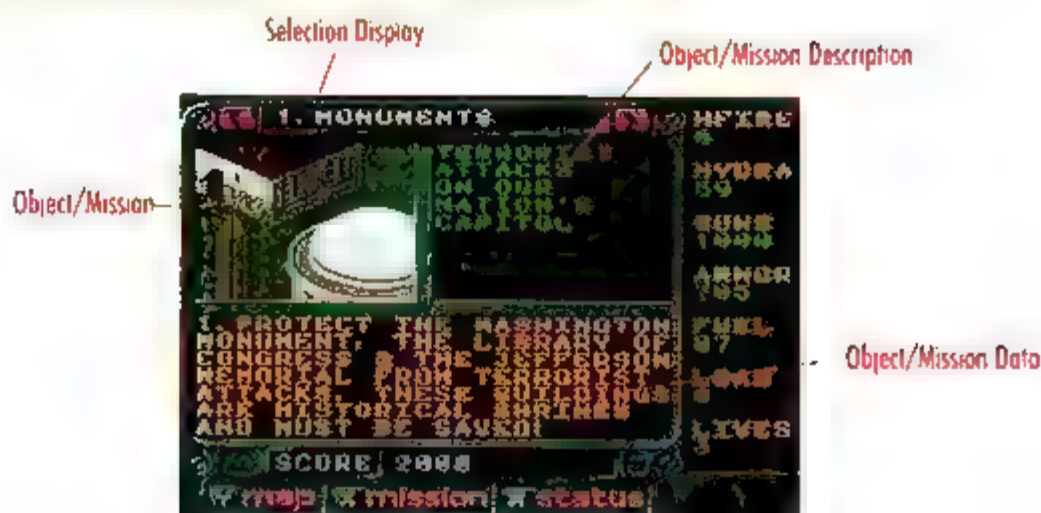 Selection Display
Object/Mission Description
Object/Mission
Object/Mission Data
1. MONUMENTS
TERRORIST
ATTACKS
ON OUR
NATION'S
CAPITOL
HFIRE
HYDRA
GUNS
ARMOR
FUEL
LIVES
1. PROTECT THE WASHINGTON
MONUMENT, THE LIBRARY OF
CONGRESS & THE JEFFERSON
MEMORIAL FROM TERRORIST
ATTACKS. THESE BUILDINGS
ARE HISTORICAL SHRINES
AND MUST BE SAVED!
SCORE 2000
map mission status